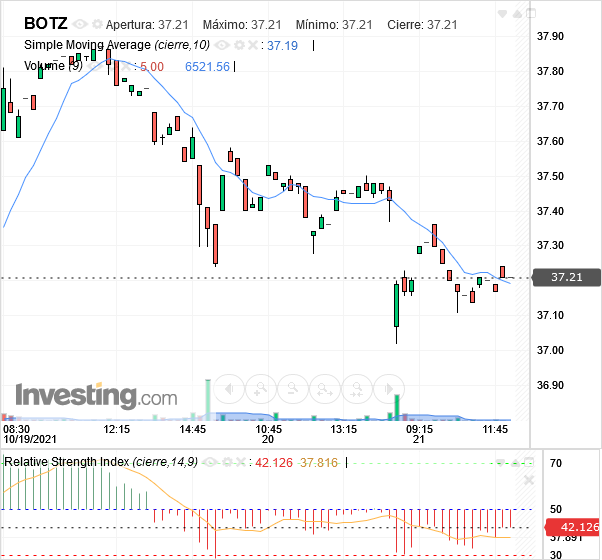 BOTZ Apertura: 37.21 Máximo: 37.21 Mínimo: 37.21 Cierre: 37.21
Simple Moving Average (cierre,10) 37.19
Volume (9) 5.00 6521.56
37.90
37.80
37.70
37.60
37.50
37.40
37.30
37.21
37.10
37.00
36.90
Investing.com
08:30 12:15 14:45 10:45 13:15 09:15 11:45
10/19/2021 20 21
Relative Strength Index (cierre,14,9) 42.126 37.816
70
50
42.126
37.891
30